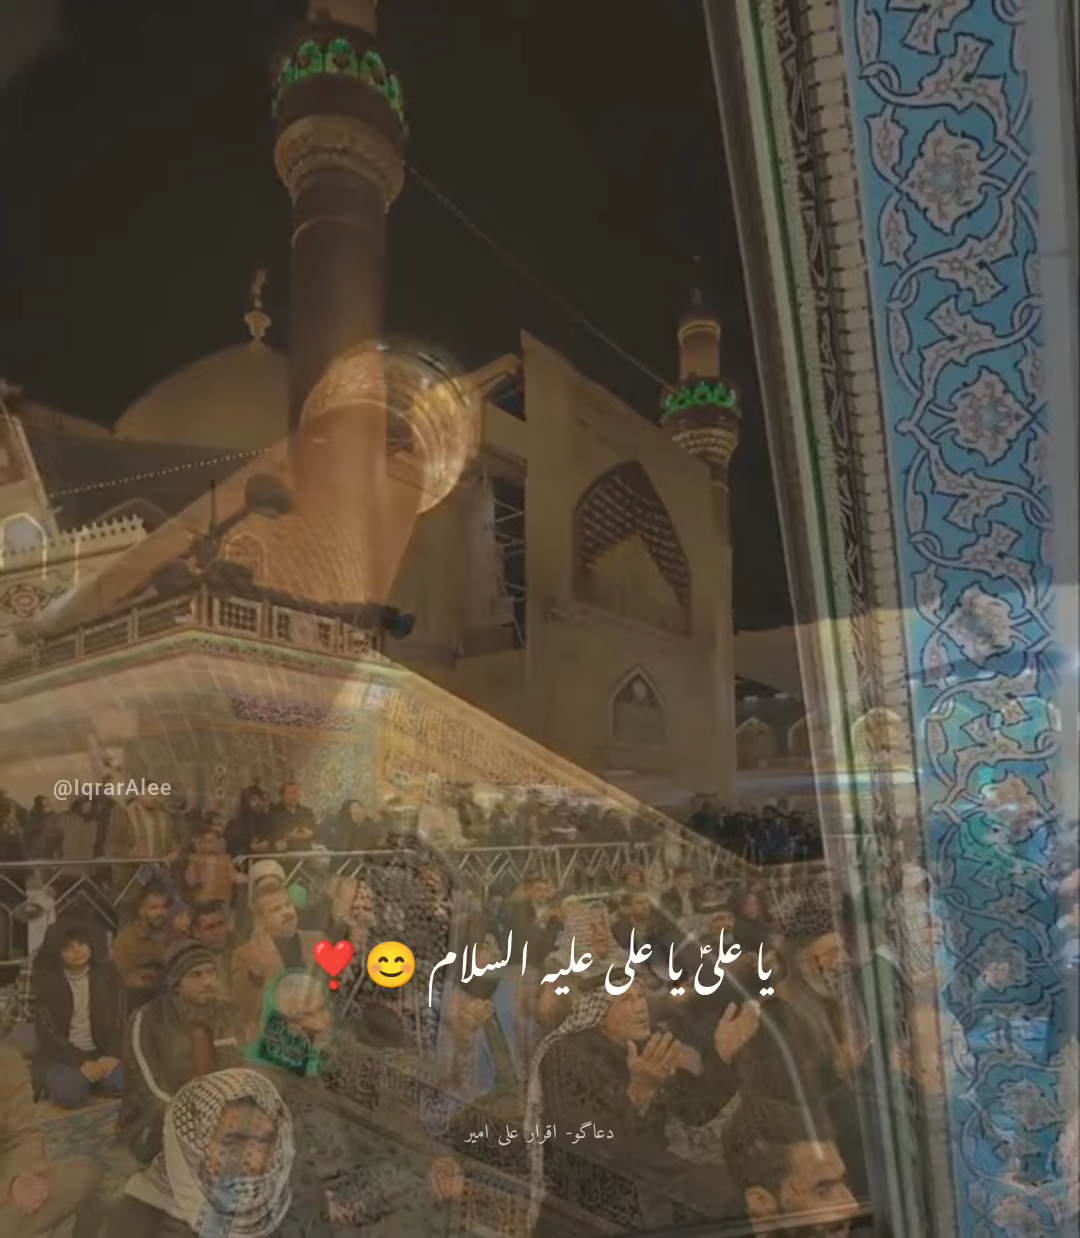 @IqrarAlee
یا علیؑ یا علی علیہ السلام 😊❣️
دعاگو- اقرار علی امیر